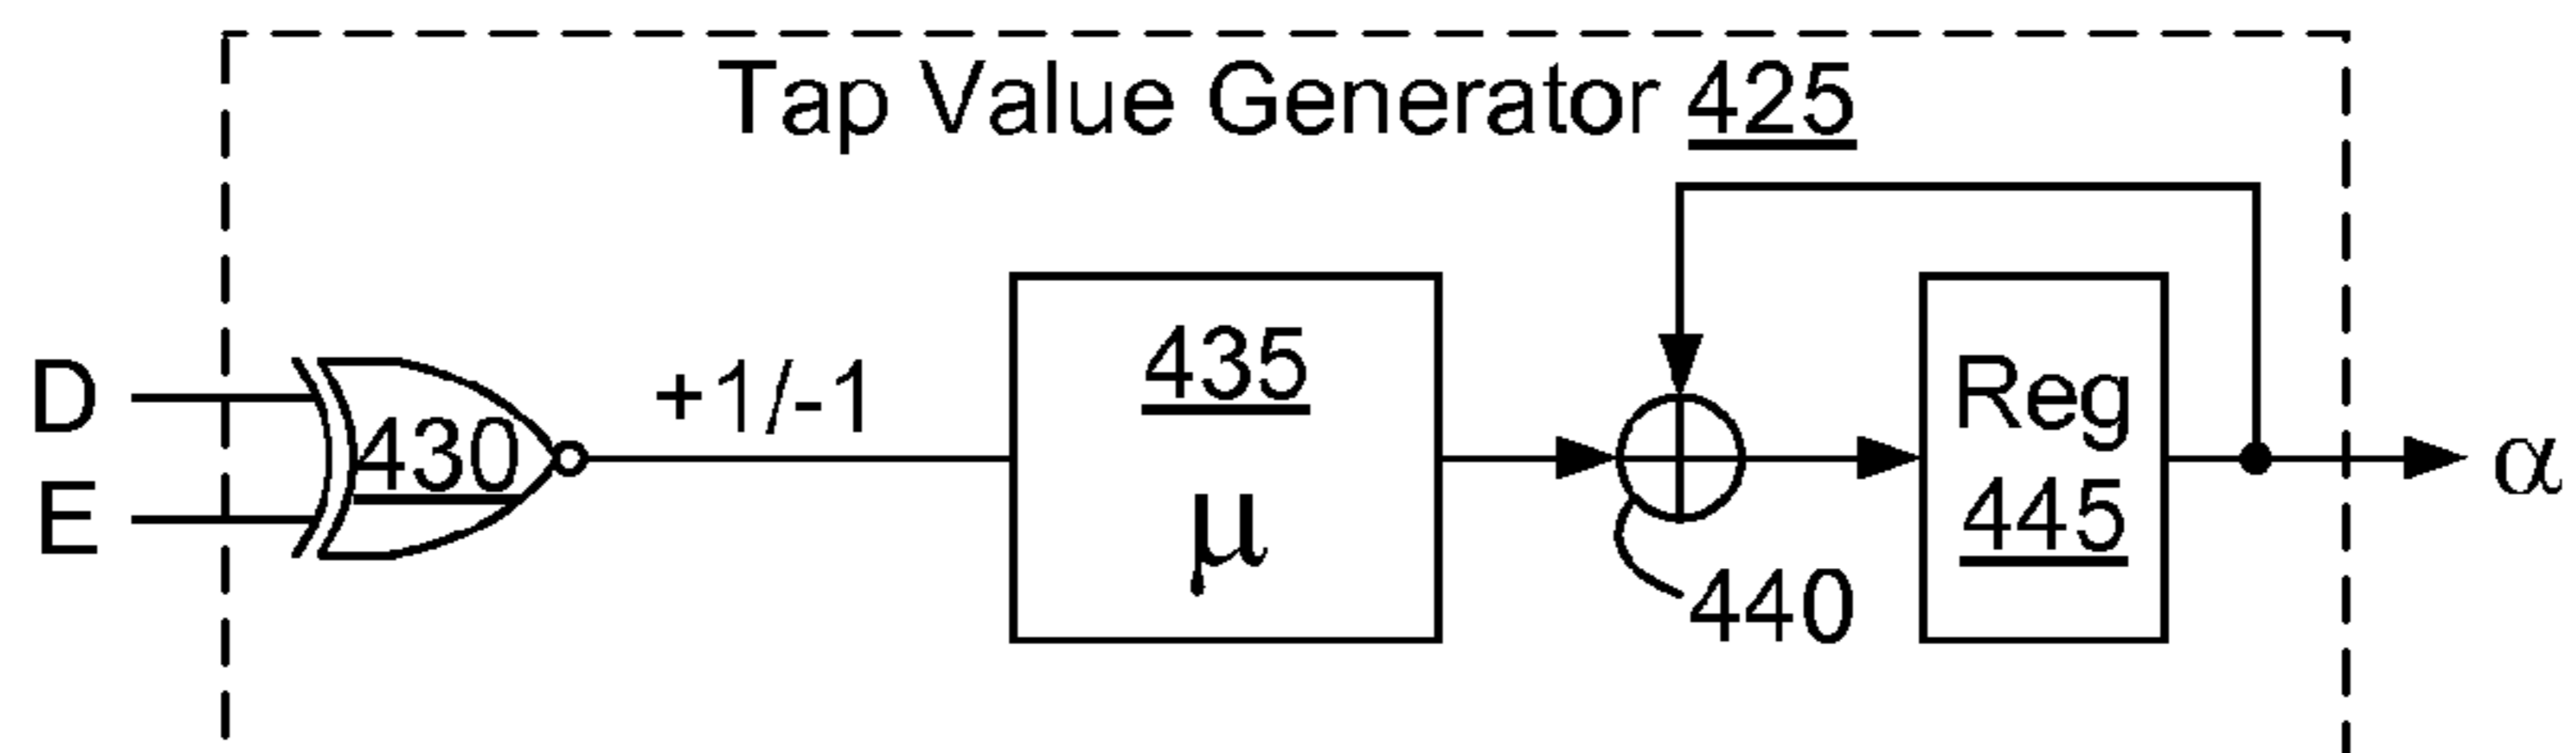 Tap Value Generator 425
D
E
430
+1/-1
435
μ
440
Reg
445
α